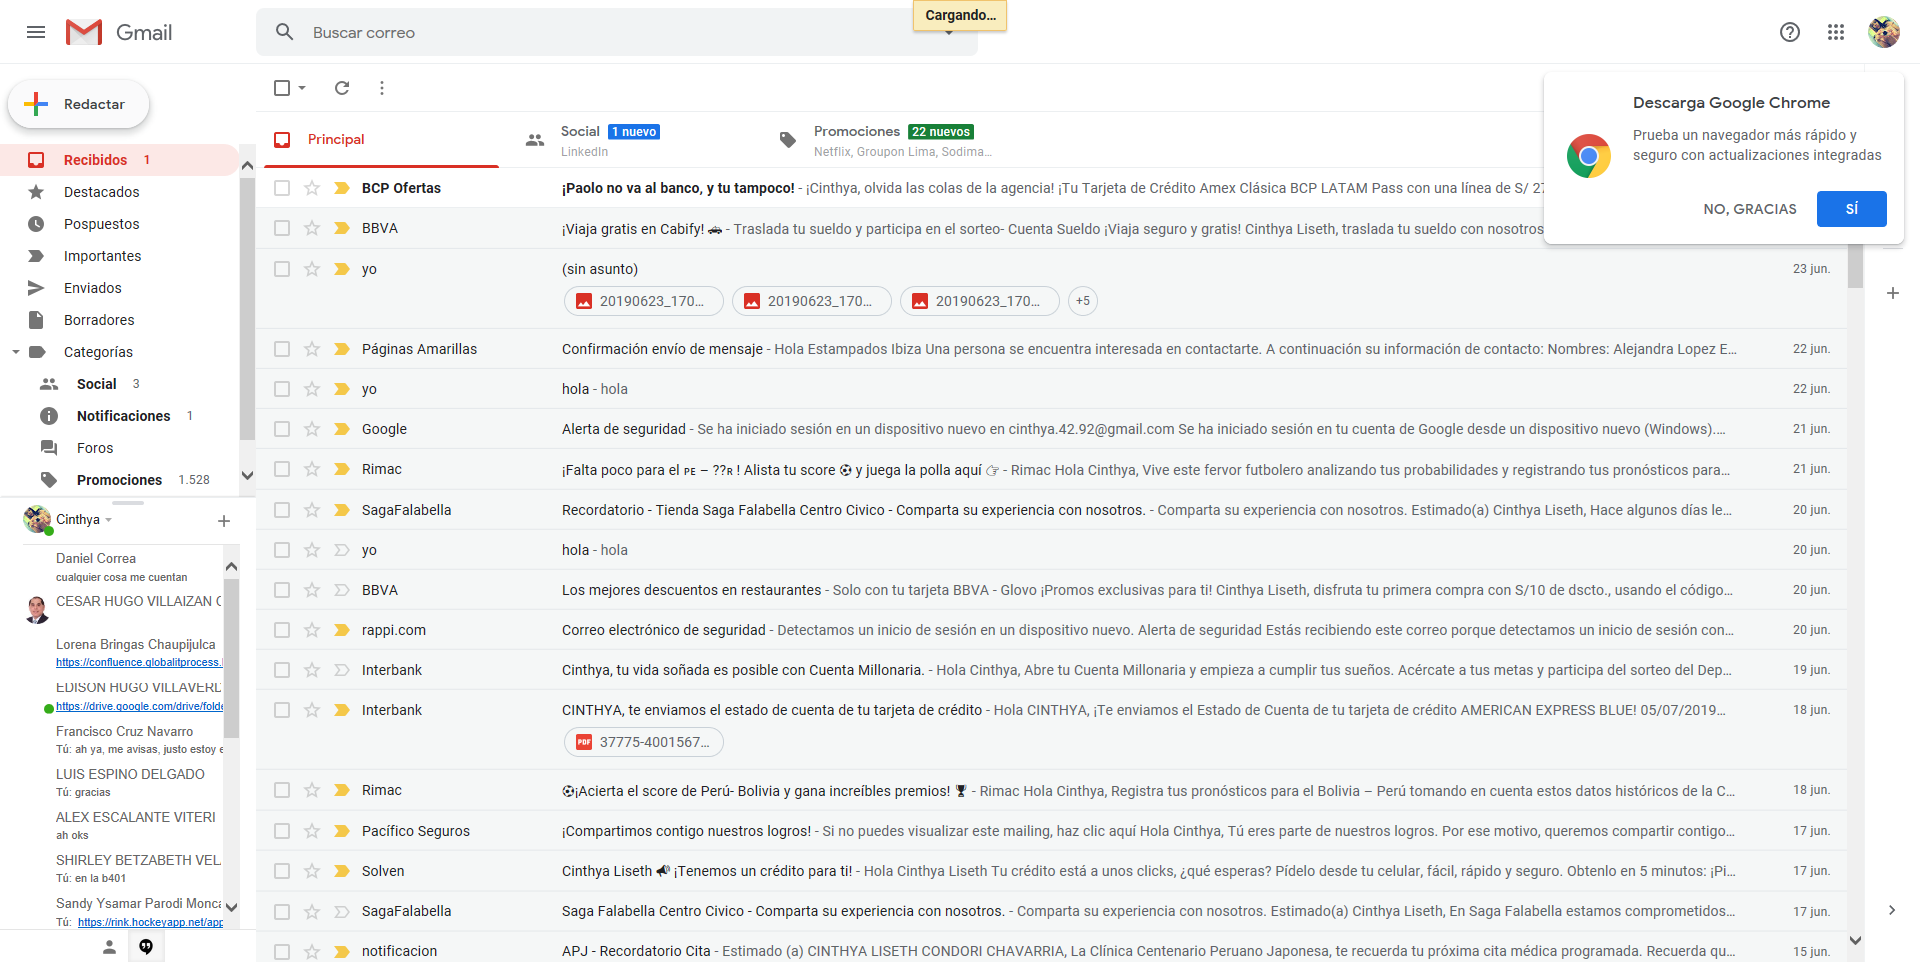 Gmail
Buscar correo
Cargando...
Redactar
Recibidos 1
Destacados
Pospuestos
Importantes
Enviados
Borradores
Categorías
Social 3
Notificaciones 1
Foros
Promociones 1.528
Cinthya
Daniel Correa
cualquier cosa me cuentan
CESAR HUGO VILLAIZAN
Lorena Bringas Chaupijulca
https://confluence.globalitprocess.
EDISON HUGO VILLAVERD
https://drive.google.com/drive/folde
Francisco Cruz Navarro
Tú: ah ya, me avisas, justo estoy e
LUIS ESPINO DELGADO
Tú: gracias
ALEX ESCALANTE VITERI
ah oks
SHIRLEY BETZABETH VEL
Tú: en la b401
Sandy Ysamar Parodi Monca
Tú: https://rink.hockeyapp.net/app
Principal
Social 1 nuevo
LinkedIn
Promociones 22 nuevos
Netflix, Groupon Lima, Sodima...
Descarga Google Chrome
Prueba un navegador más rápido y
seguro con actualizaciones integradas
NO, GRACIAS SÍ
BCP Ofertas ¡Paolo no va al banco, y tu tampoco! - ¡Cinthya, olvida las colas de la agencia! ¡Tu Tarjeta de Crédito Amex Clásica BCP LATAM Pass con una línea de S/ 27
BBVA ¡Viaja gratis en Cabify! 🚓 - Traslada tu sueldo y participa en el sorteo- Cuenta Sueldo ¡Viaja seguro y gratis! Cinthya Liseth, traslada tu sueldo con nosotros
yo (sin asunto) 23 jun.
20190623_170... 20190623_170... 20190623_170... +5
Páginas Amarillas Confirmación envío de mensaje - Hola Estampados Ibiza Una persona se encuentra interesada en contactarte. A continuación su información de contacto: Nombres: Alejandra Lopez E... 22 jun.
yo hola - hola 22 jun.
Google Alerta de seguridad - Se ha iniciado sesión en un dispositivo nuevo en cinthya.42.92@gmail.com Se ha iniciado sesión en tu cuenta de Google desde un dispositivo nuevo (Windows).... 21 jun.
Rimac ¡Falta poco para el ᴘᴇ – ??ʀ ! Alista tu score ⚽ y juega la polla aquí 👉 - Rimac Hola Cinthya, Vive este fervor futbolero analizando tus probabilidades y registrando tus pronósticos para... 21 jun.
SagaFalabella Recordatorio - Tienda Saga Falabella Centro Civico - Comparta su experiencia con nosotros. - Comparta su experiencia con nosotros. Estimado(a) Cinthya Liseth, Hace algunos días le... 20 jun.
yo hola - hola 20 jun.
BBVA Los mejores descuentos en restaurantes - Solo con tu tarjeta BBVA - Glovo ¡Promos exclusivas para ti! Cinthya Liseth, disfruta tu primera compra con S/10 de dscto., usando el código... 20 jun.
rappi.com Correo electrónico de seguridad - Detectamos un inicio de sesión en un dispositivo nuevo. Alerta de seguridad Estás recibiendo este correo porque detectamos un inicio de sesión con... 20 jun.
Interbank Cinthya, tu vida soñada es posible con Cuenta Millonaria. - Hola Cinthya, Abre tu Cuenta Millonaria y empieza a cumplir tus sueños. Acércate a tus metas y participa del sorteo del Dep... 19 jun.
Interbank CINTHYA, te enviamos el estado de cuenta de tu tarjeta de crédito - Hola CINTHYA, ¡Te enviamos el Estado de Cuenta de tu tarjeta de crédito AMERICAN EXPRESS BLUE! 05/07/2019... 18 jun.
PDF 37775-4001567...
Rimac ⚽¡Acierta el score de Perú- Bolivia y gana increíbles premios! 🏆 - Rimac Hola Cinthya, Registra tus pronósticos para el Bolivia – Perú tomando en cuenta estos datos históricos de la C... 18 jun.
Pacífico Seguros ¡Compartimos contigo nuestros logros! - Si no puedes visualizar este mailing, haz clic aquí Hola Cinthya, Tú eres parte de nuestros logros. Por ese motivo, queremos compartir contigo... 17 jun.
Solven Cinthya Liseth 📣 ¡Tenemos un crédito para ti! - Hola Cinthya Liseth Tu crédito está a unos clicks, ¿qué esperas? Pídelo desde tu celular, fácil, rápido y seguro. Obtenlo en 5 minutos: ¡Pi... 17 jun.
SagaFalabella Saga Falabella Centro Civico - Comparta su experiencia con nosotros. - Comparta su experiencia con nosotros. Estimado(a) Cinthya Liseth, En Saga Falabella estamos comprometidos... 17 jun.
notificacion APJ - Recordatorio Cita - Estimado (a) CINTHYA LISETH CONDORI CHAVARRIA, La Clínica Centenario Peruano Japonesa, te recuerda tu próxima cita médica programada. Recuerda qu... 15 jun.